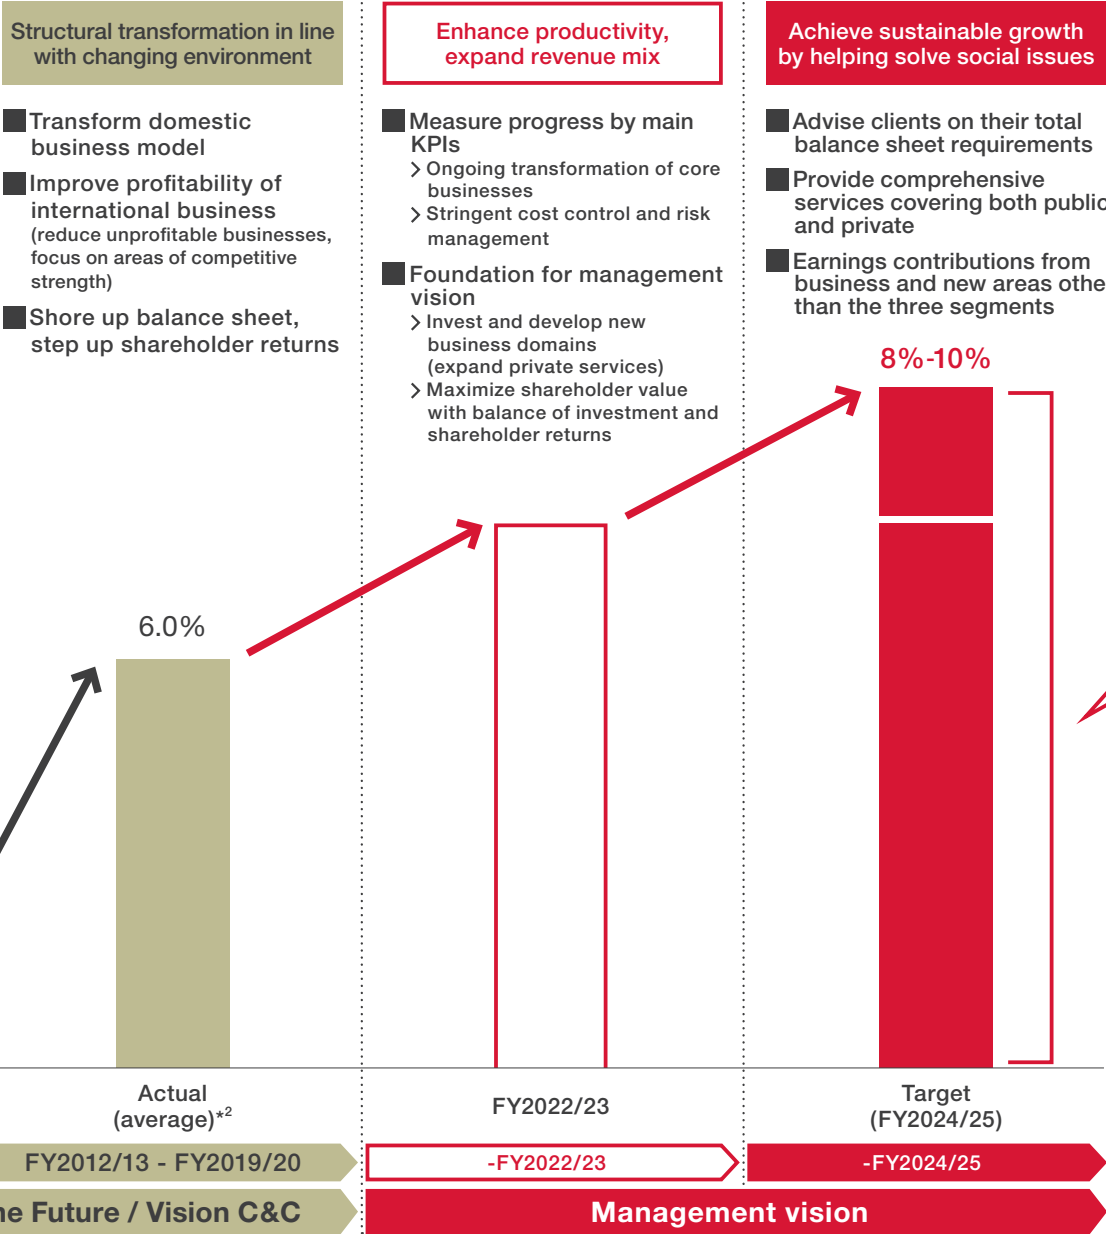 Structural transformation in line
with changing environment
Transform domestic
business model
Improve profitability of
international business
(reduce unprofitable businesses,
focus on areas of competitive
strength)
Shore up balance sheet,
step up shareholder returns
Enhance productivity,
expand revenue mix
Measure progress by main
KPIs
> Ongoing transformation of core
businesses
> Stringent cost control and risk
management
Foundation for management
vision
> Invest and develop new
business domains
(expand private services)
> Maximize shareholder value
with balance of investment and
shareholder returns
Achieve sustainable growth
by helping solve social issues
Advise clients on their total
balance sheet requirements
Provide comprehensive
services covering both public
and private
Earnings contributions from
business and new areas othe
than the three segments
8%-10%
6.0%
Actual
(average)*2
FY2022/23
Target
(FY2024/25)
FY2012/13 - FY2019/20
-FY2022/23
-FY2024/25
ne Future / Vision C&C
Management vision